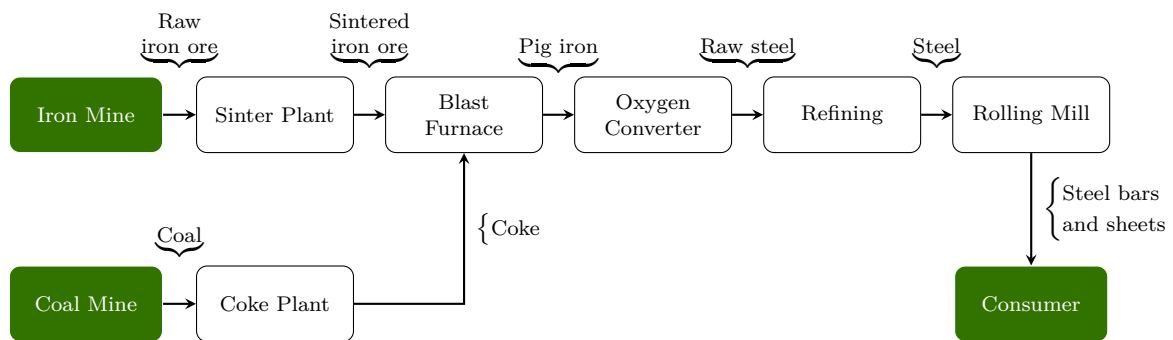 Raw
iron ore
Sintered
iron ore
Pig iron
Raw steel
Steel
Iron Mine
Sinter Plant
Blast
Furnace
Oxygen
Converter
Refining
Rolling Mill
Steel bars
and sheets
Coke
Coal
Coal Mine
Coke Plant
Consumer